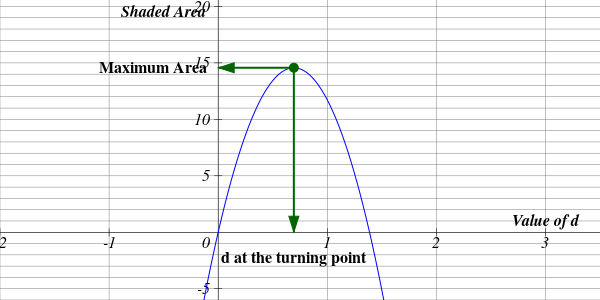 20
Shaded Area
15
Maximum Area
10
5
Value of d
2 -1 0 1 2 3
d at the turning point
-5